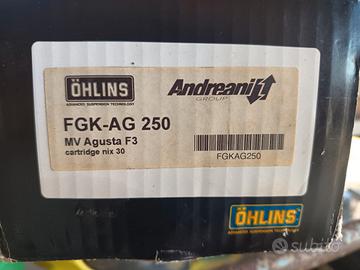 ÖHLINS
ADVANCED SUSPENSION TECHNOLOGY
Andreani
GROUP
FGK-AG 250
MV Agusta F3
cartridge nix 30
FGKAG250
ÖHLINS
ADVANCED SUSPENSION TECHNOLOGY
subito